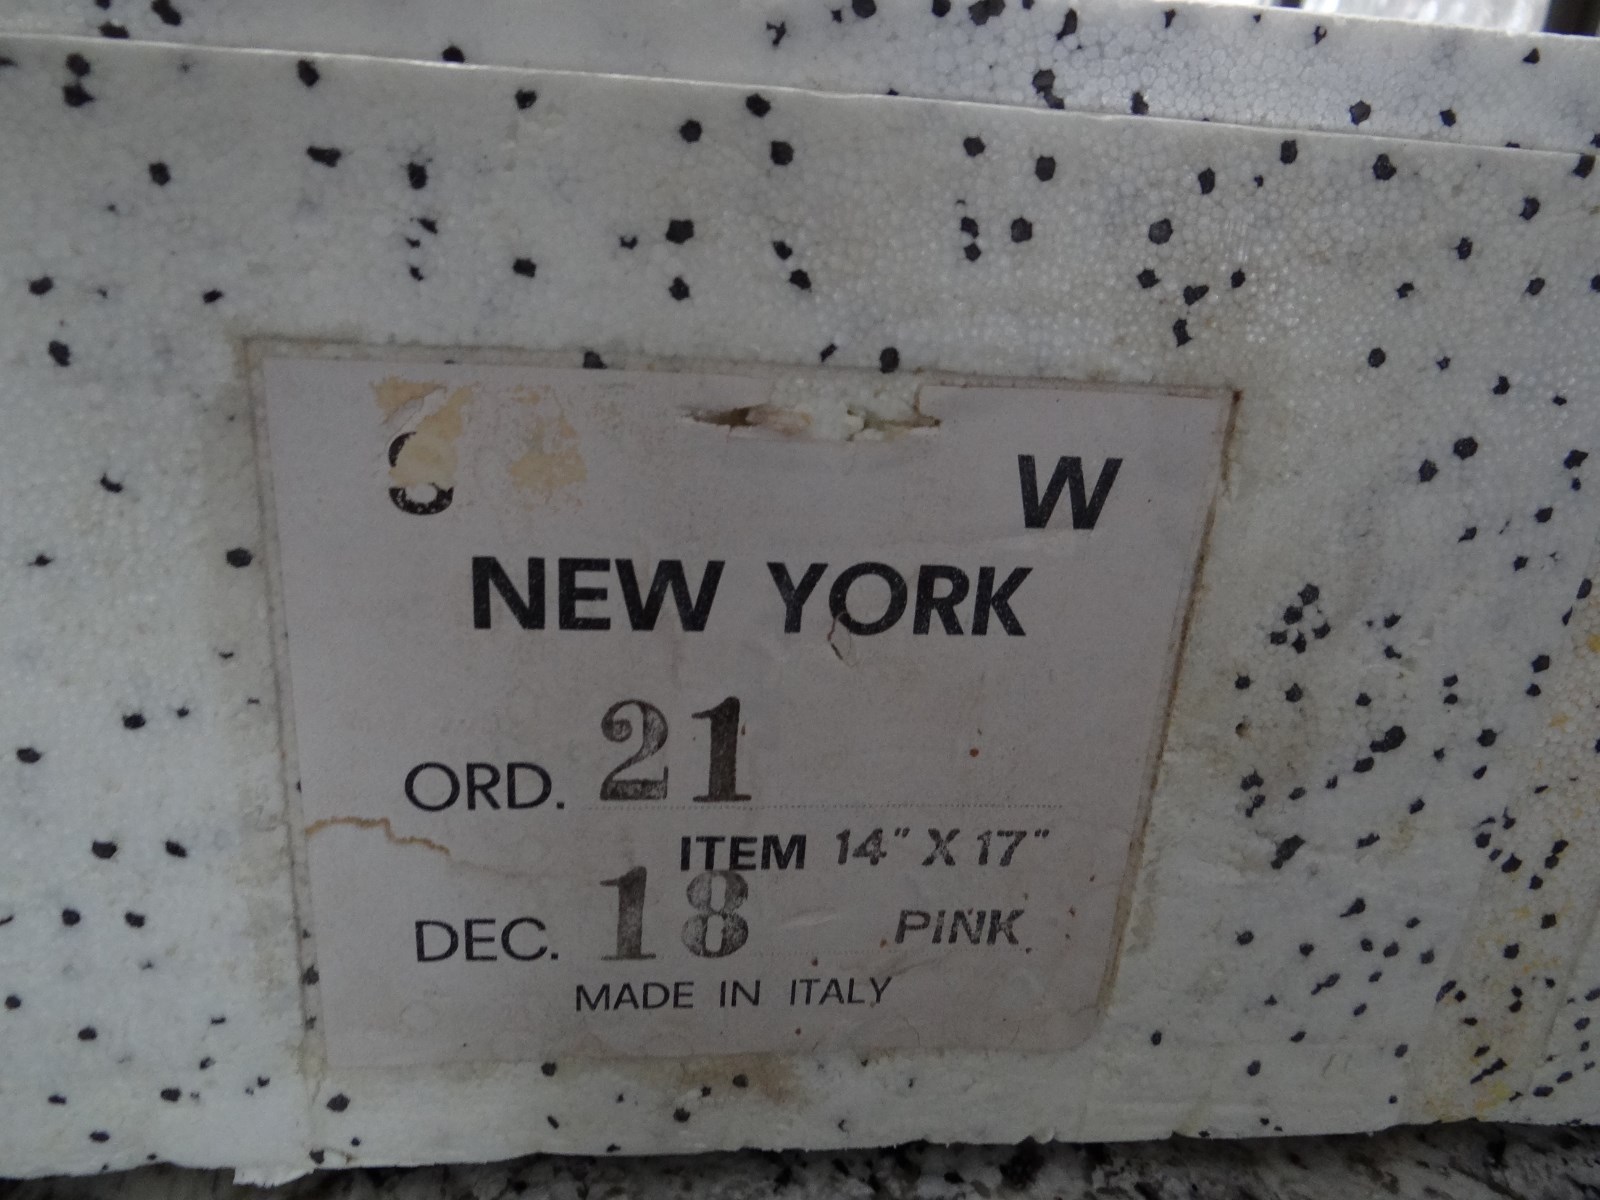 W
NEW YORK
ORD. 21
ITEM 14" X 17"
DEC. 18 PINK
MADE IN ITALY